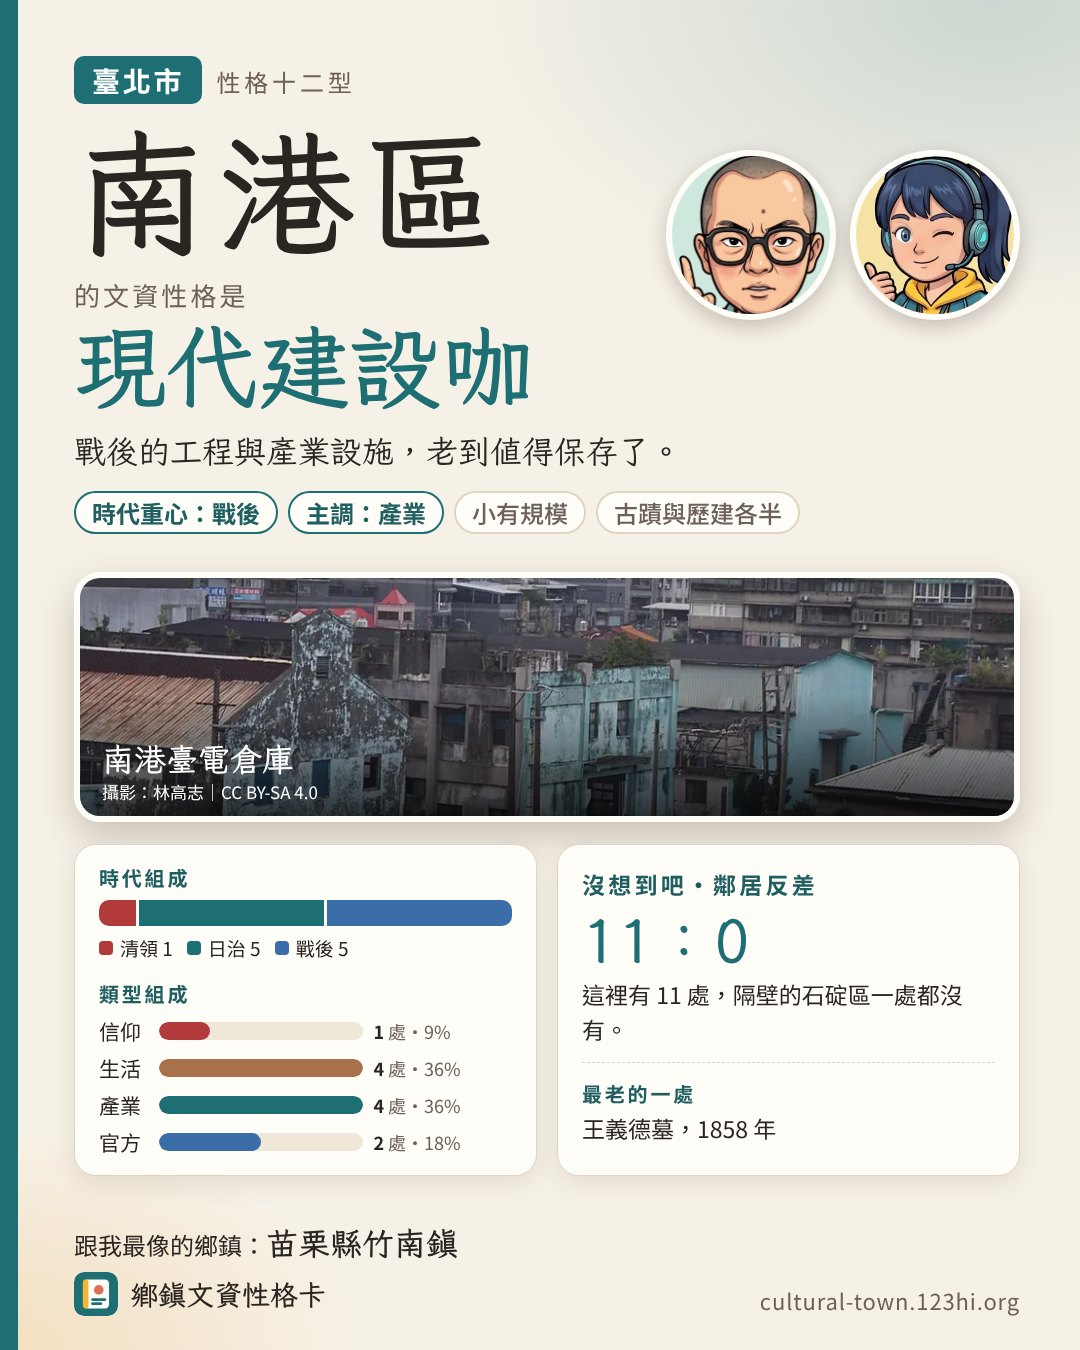 臺北市 性格十二型
南港區
的文資性格是
現代建設咖
戰後的工程與產業設施，老到值得保存了。
時代重心：戰後 主調：產業 小有規模 古蹟與歷建各半
南港臺電倉庫
攝影：林高志｜CC BY-SA 4.0
時代組成
清領 1 日治 5 戰後 5
類型組成
信仰 1 處・9%
生活 4 處・36%
產業 4 處・36%
官方 2 處・18%
沒想到吧・鄰居反差
11：0
這裡有 11 處，隔壁的石碇區一處都沒
有。
最老的一處
王義德墓，1858 年
跟我最像的鄉鎮：苗栗縣竹南鎮
鄉鎮文資性格卡
cultural-town.123hi.org